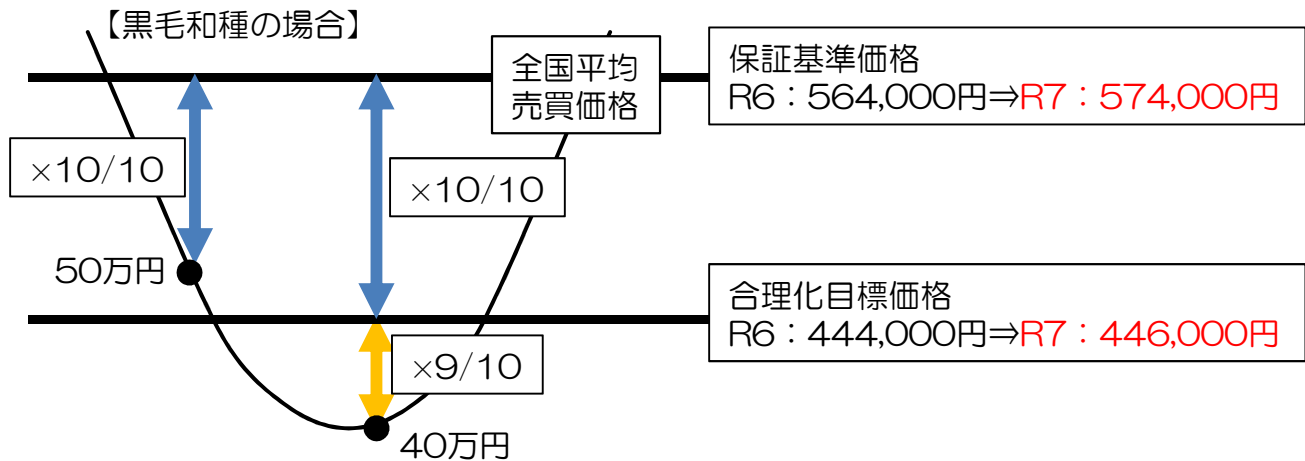 【黒毛和種の場合】
全国平均
売買価格
保証基準価格
R6：564,000円⇒R7：574,000円
×10/10
×10/10
50万円
合理化目標価格
R6：444,000円⇒R7：446,000円
×9/10
40万円